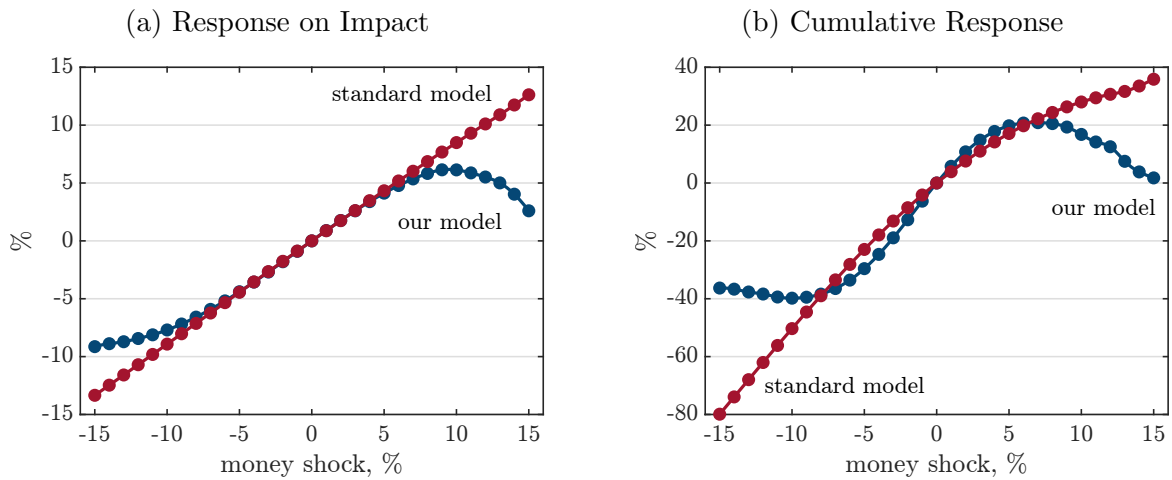 (a) Response on Impact
15
10
5
0
-5
-10
-15
%
standard model
our model
-15 -10 -5 0 5 10 15
money shock, %
(b) Cumulative Response
40
20
0
-20
-40
-60
-80
%
our model
standard model
-15 -10 -5 0 5 10 15
money shock, %